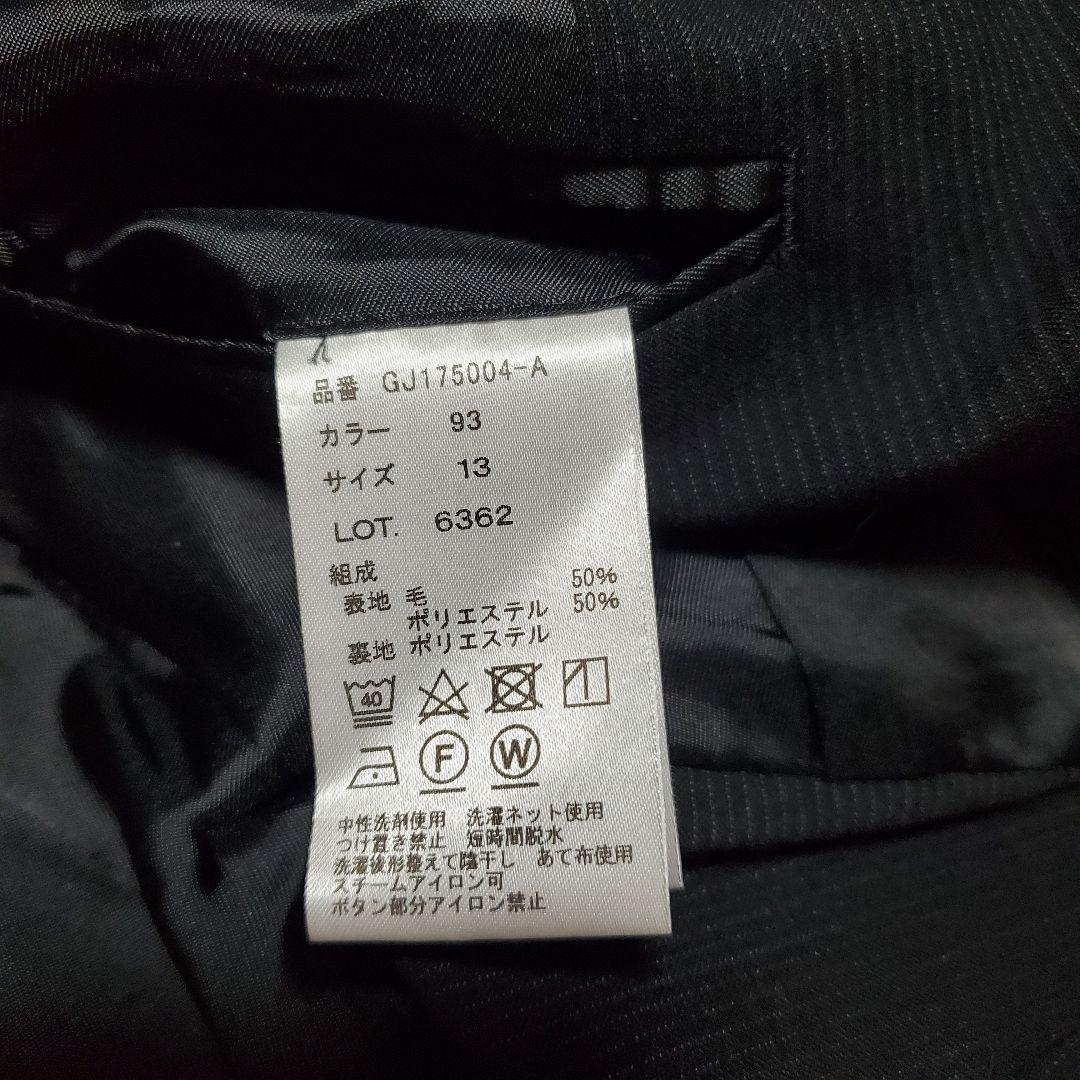 品番 GJ175004-A
カラー 93
サイズ 13
LOT. 6362
組成
表地 毛 50%
ポリエステル 50%
裏地 ポリエステル
40
F W
中性洗剤使用 洗濯ネット使用
つけ置き禁止 短時間脱水
洗濯後形整えて陰干し あて布使用
スチームアイロン可
ボタン部分アイロン禁止